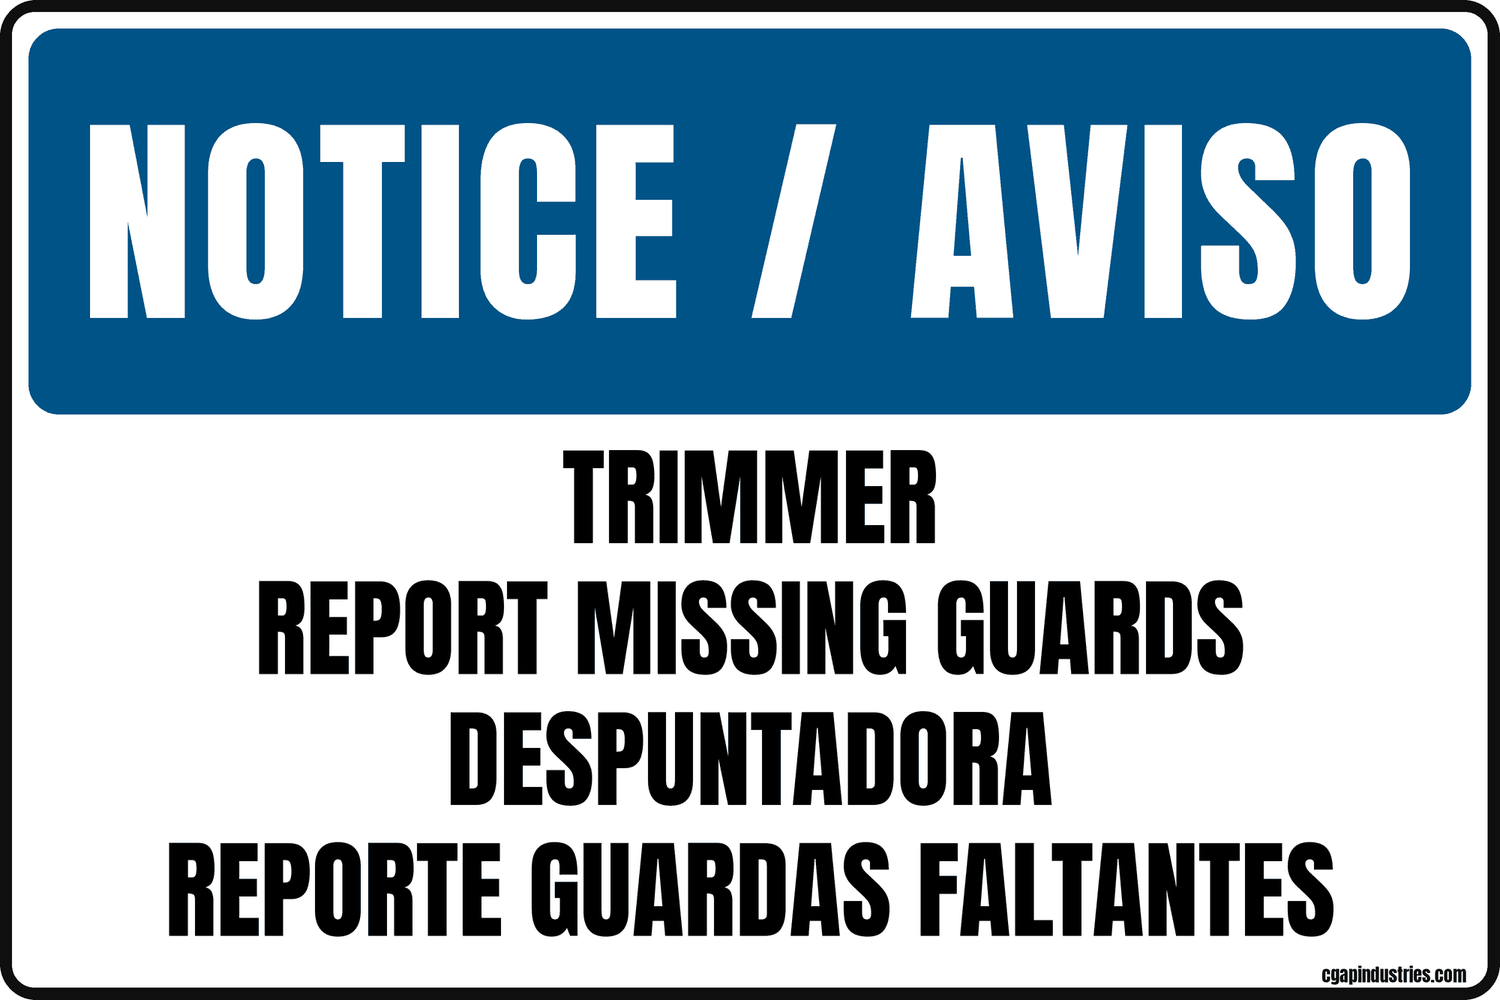 NOTICE / AVISO
TRIMMER
REPORT MISSING GUARDS
DESPUNTADORA
REPORTE GUARDAS FALTANTES
cgapindustries.com